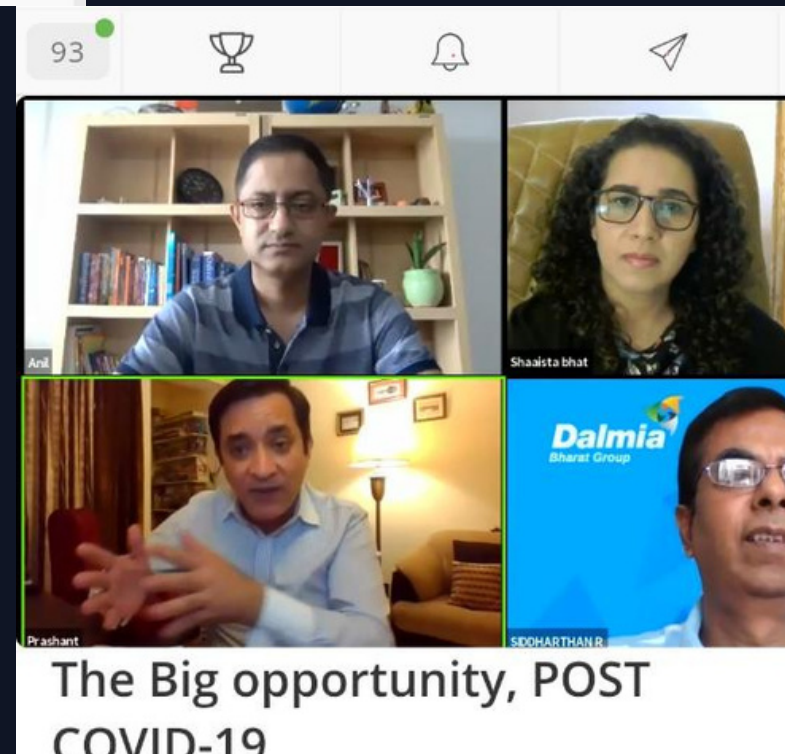 93
Anil
Shaaista bhat
Dalmia
Bharat Group
Prashant
SIDDHARTHAN R
The Big opportunity, POST
COVID-19